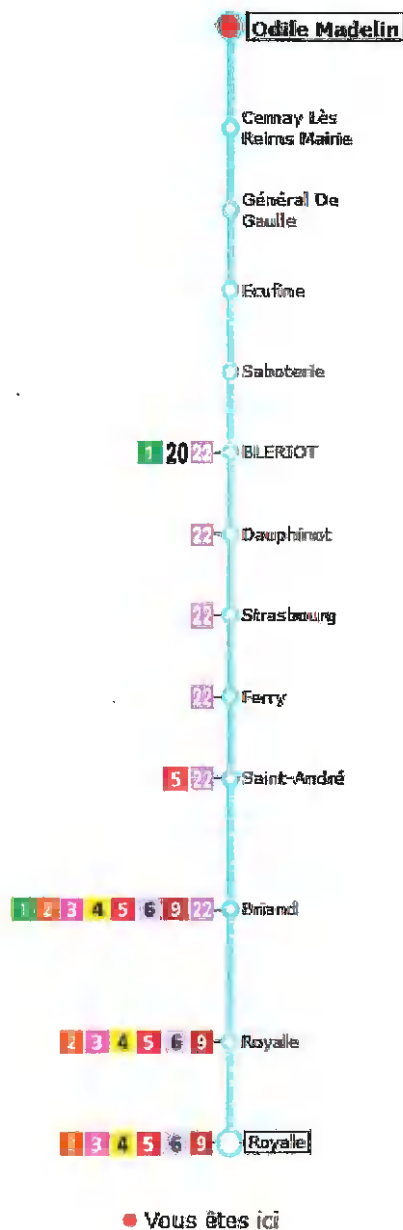 Odile Madelin
Cernay Lès
Reims Mairie
Général De
Gaulle
Ecufine
Saboterie
1 20 22 BLERIOT
22 Dauphinot
22 Strasbourg
22 Ferry
5 22 Saint-André
1 2 3 4 5 6 9 22 Briand
2 3 4 5 6 9 Royale
2 3 4 5 6 9 Royale
Vous êtes ici